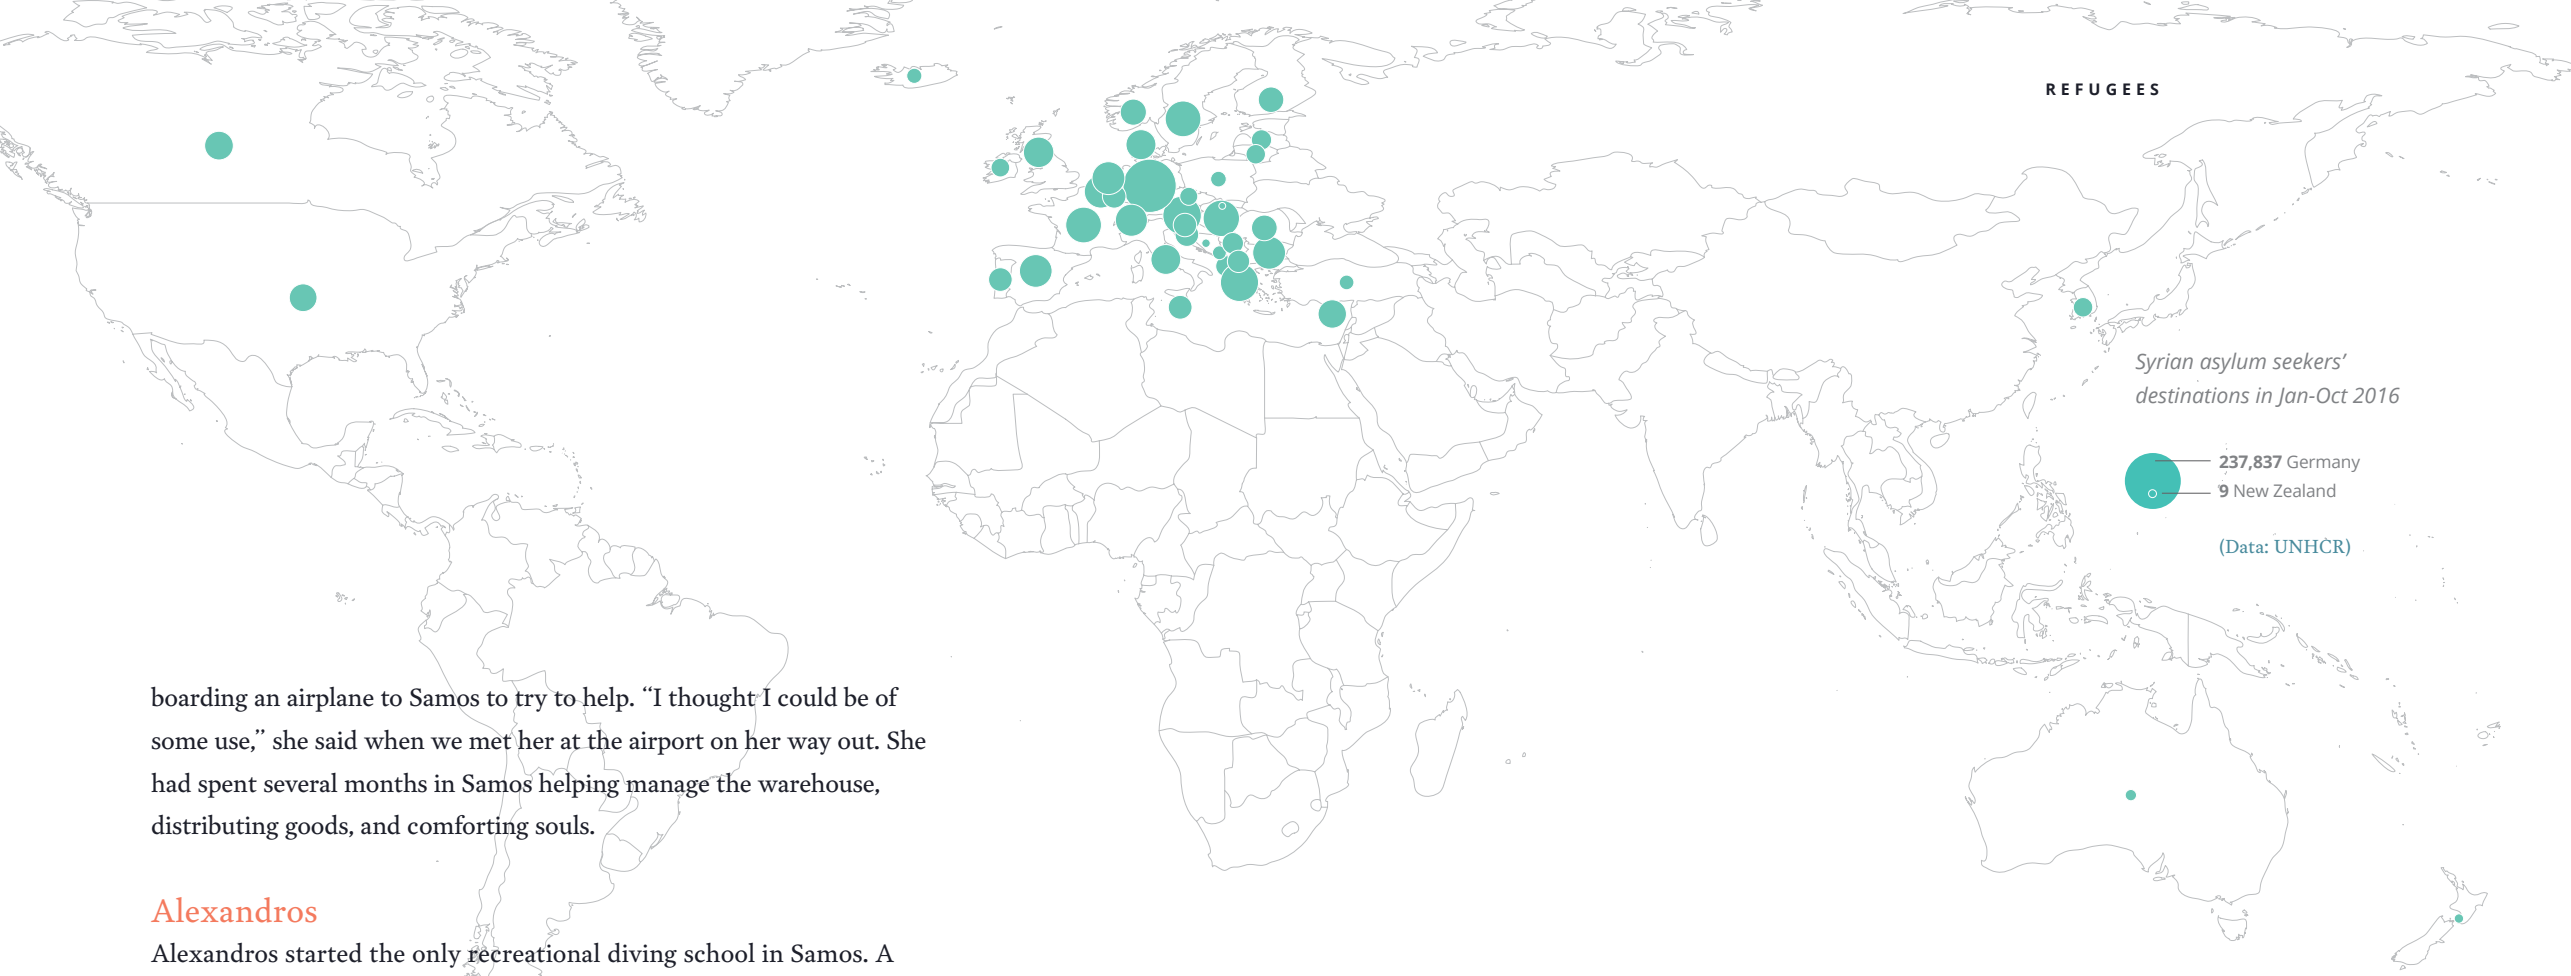 REFUGEES
Syrian asylum seekers’
destinations in Jan-Oct 2016
237,837 Germany
9 New Zealand
(Data: UNHCR)
boarding an airplane to Samos to try to help. “I thought I could be of
some use,” she said when we met her at the airport on her way out. She
had spent several months in Samos helping manage the warehouse,
distributing goods, and comforting souls.
Alexandros
Alexandros started the only recreational diving school in Samos. A